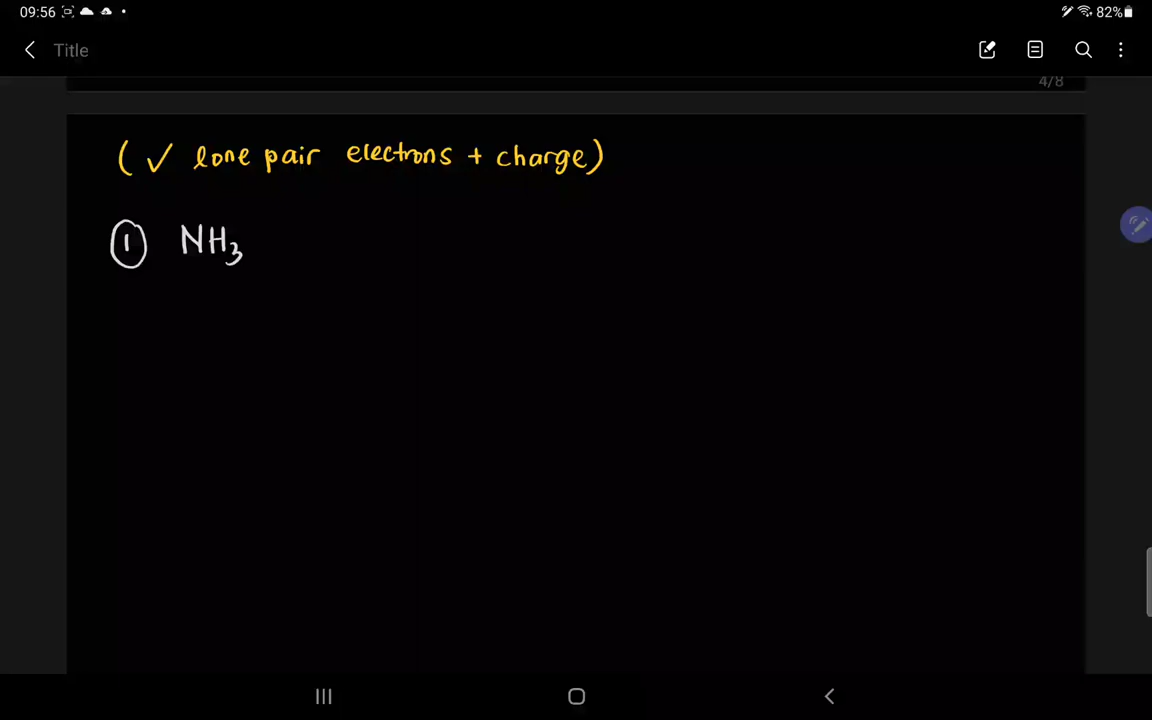 09:56
82%
Title
4/8
(✓ lone pair electrons + charge)
① NH₃